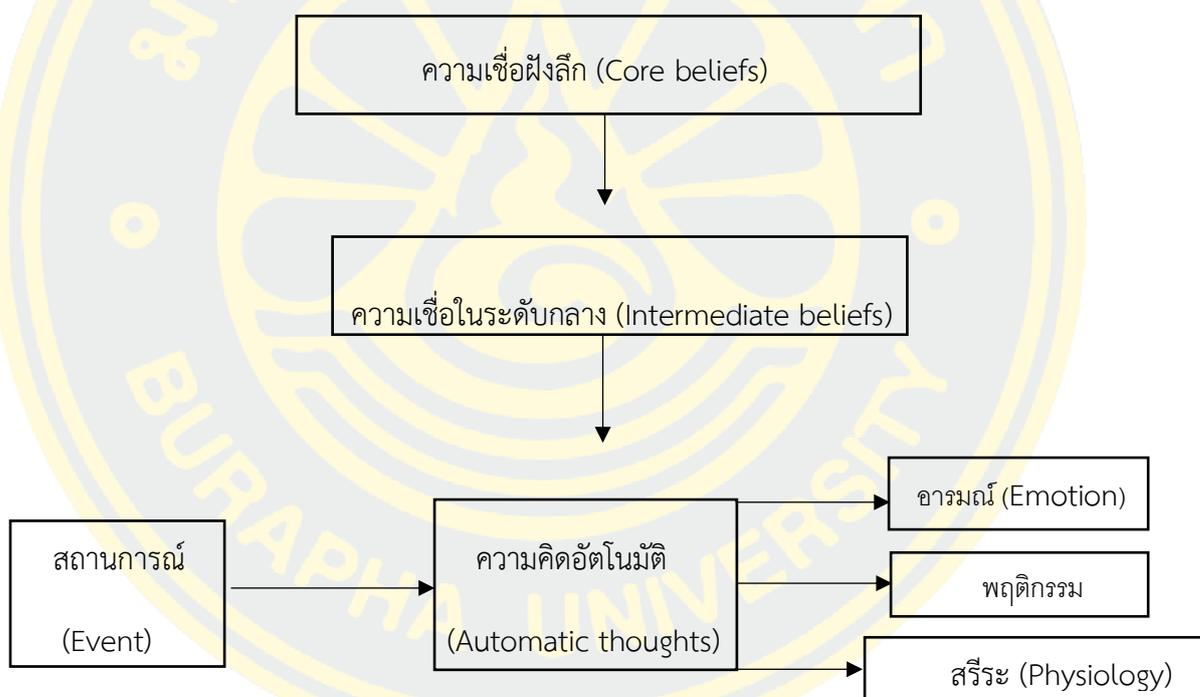 ความเชื่อฝังลึก (Core beliefs)
ความเชื่อในระดับกลาง (Intermediate beliefs)
อารมณ์ (Emotion)
สถานการณ์
(Event)
ความคิดอัตโนมัติ
(Automatic thoughts)
พฤติกรรม
สรีระ (Physiology)
BURAPHA UNIVERSITY